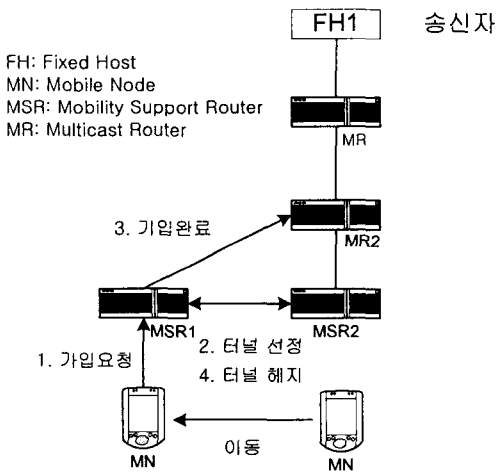 FH1
송신자
FH: Fixed Host
MN: Mobile Node
MSR: Mobility Support Router
MR: Multicast Router
MR
3. 기입완료
MR2
MSR1
MSR2
2. 터널 선정
1. 가입요청
4. 터널 해지
이동
MN
MN